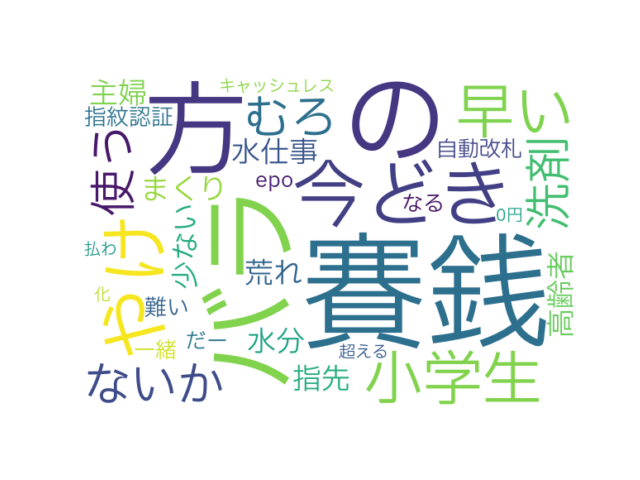 キャッシュレス
主婦
指紋認証
方
の
早い
むろ
水仕事
自動改札
使う
まくり
epo
今どき
なる
洗剤
0円
少ない
バラ
払わ
やけ
荒れ
賽銭
高齢者
化
難い
一緒
だー
水分
超える
ないか
指先
小学生